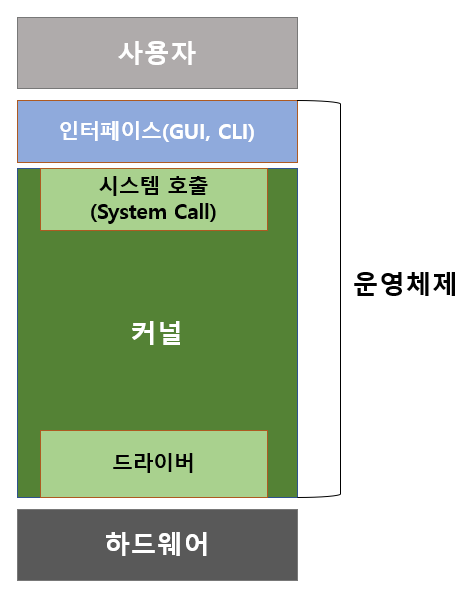 사용자
인터페이스(GUI, CLI)
시스템 호출
(System Call)
운영체제
커널
드라이버
하드웨어